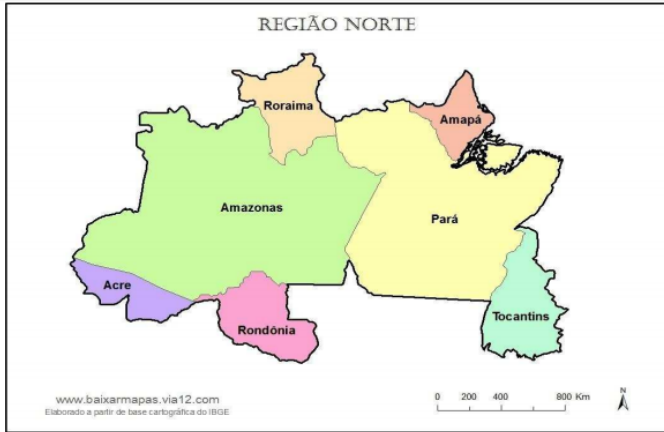 REGIÃO NORTE
Roraima
Amapá
Amazonas
Pará
Acre
Rondônia
Tocantins
www.baixarmapas.via12.com
Elaborado a partir de base cartográfica do IBGE
0 200 400 800 Km
N